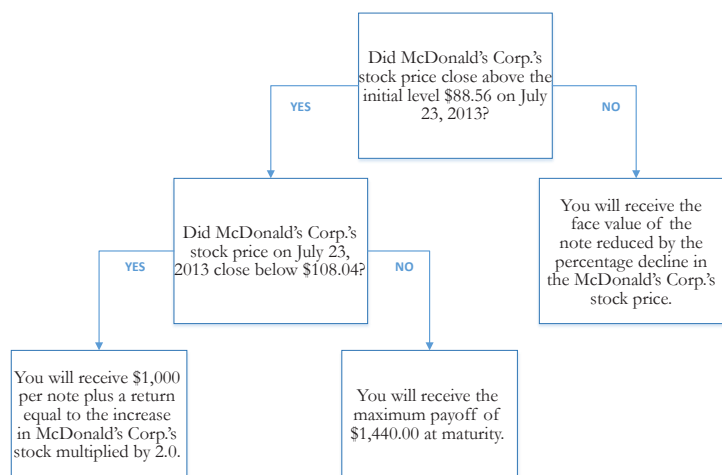 Did McDonald's Corp.'s
stock price close above the
initial level $88.56 on July
23, 2013?
YES
NO
Did McDonald's Corp.'s
stock price on July 23,
2013 close below $108.04?
You will receive the
face value of the
note reduced by the
percentage decline in
the McDonald's Corp.'s
stock price.
YES
NO
You will receive $1,000
per note plus a return
equal to the increase
in McDonald's Corp.'s
stock multiplied by 2.0.
You will receive the
maximum payoff of
$1,440.00 at maturity.